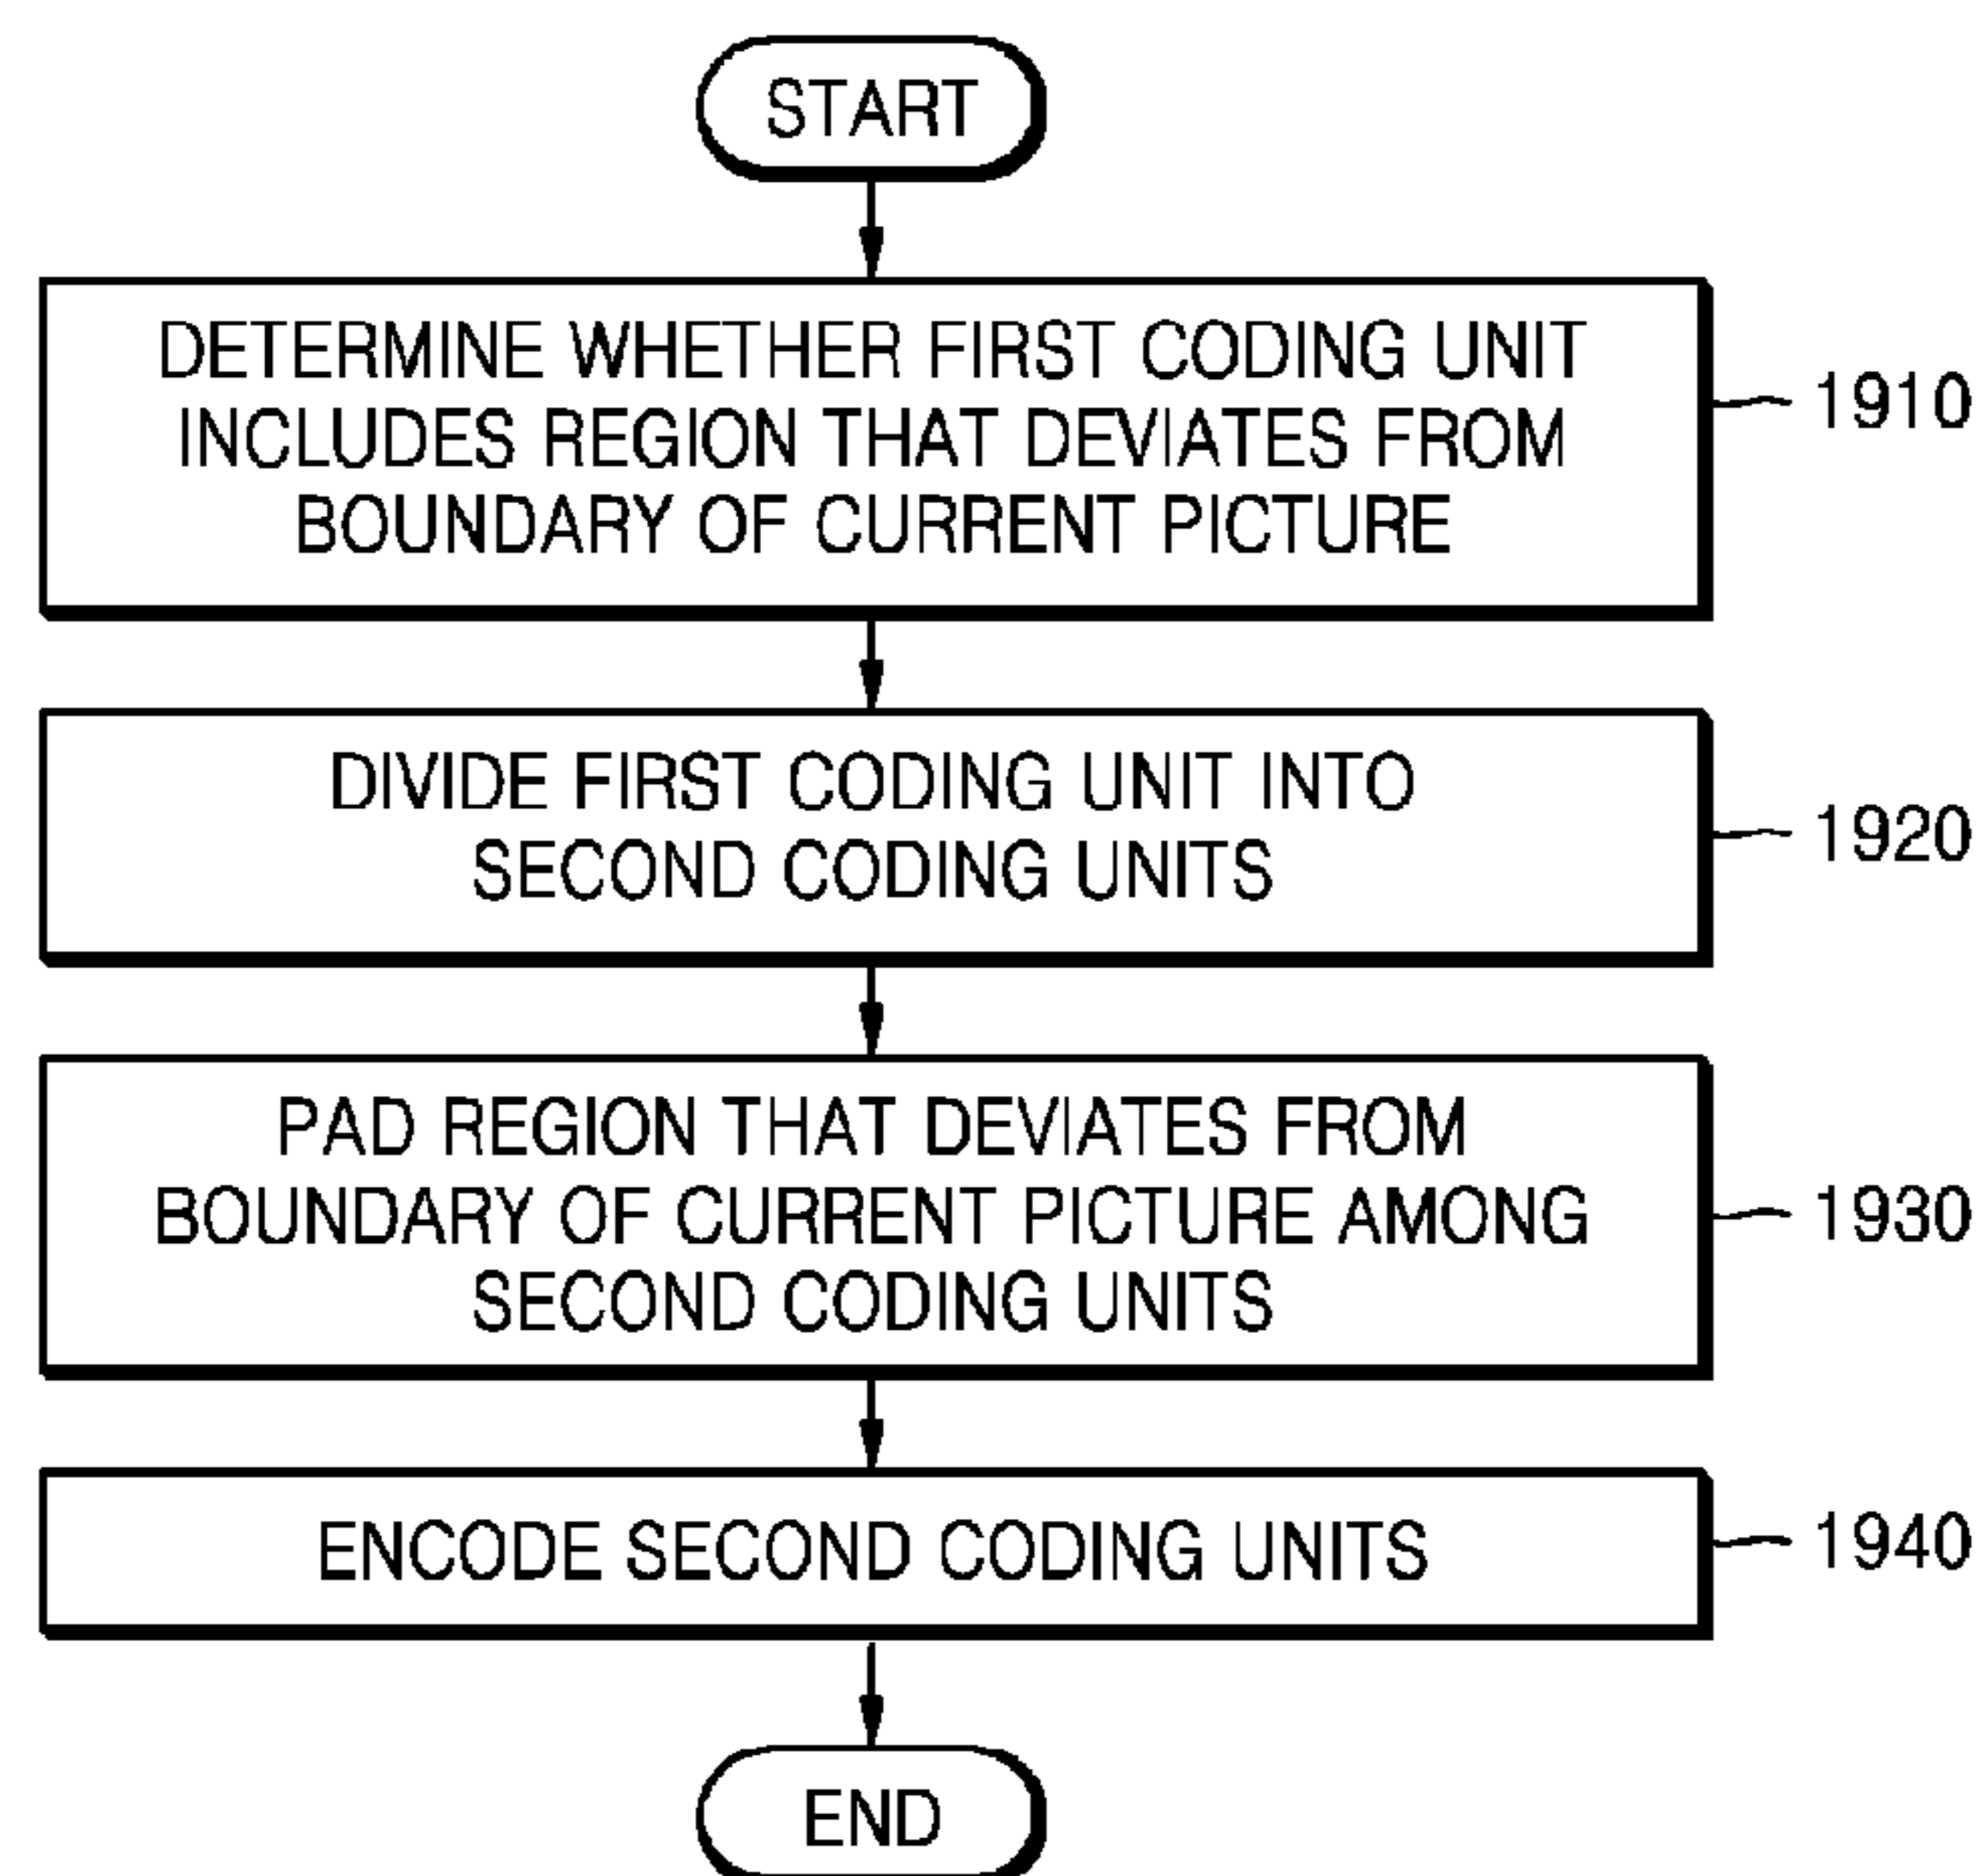 START
DETERMINE WHETHER FIRST CODING UNIT
INCLUDES REGION THAT DEVIATES FROM
BOUNDARY OF CURRENT PICTURE
1910
DIVIDE FIRST CODING UNIT INTO
SECOND CODING UNITS
1920
PAD REGION THAT DEVIATES FROM
BOUNDARY OF CURRENT PICTURE AMONG
SECOND CODING UNITS
1930
ENCODE SECOND CODING UNITS
1940
END